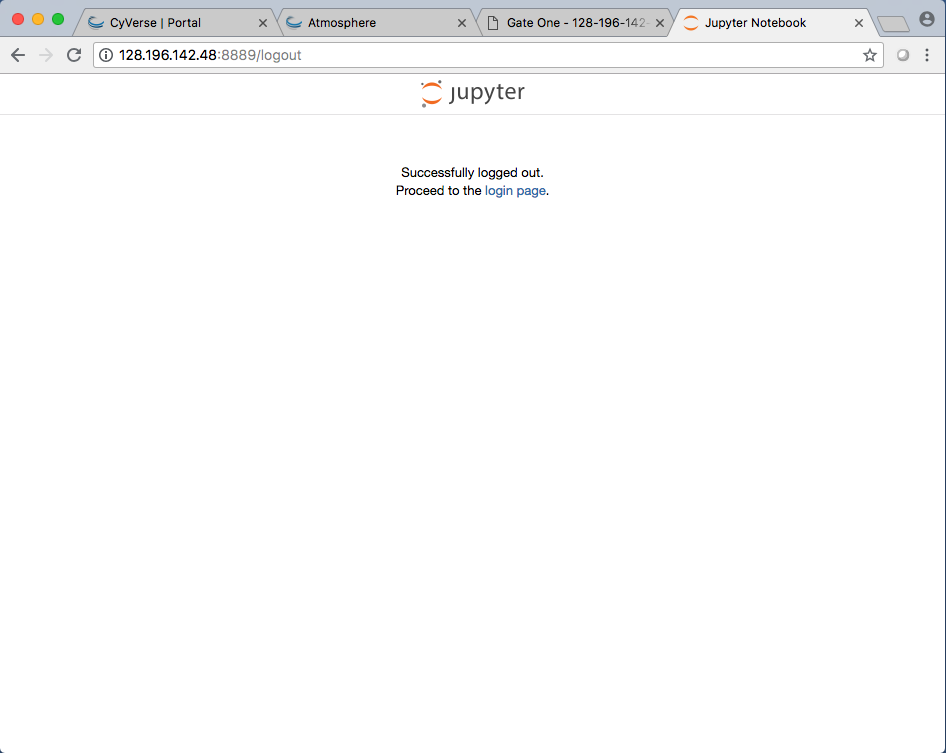 CyVerse | Portal
Atmosphere
Gate One - 128-196-142-
Jupyter Notebook
128.196.142.48:8889/logout
jupyter
Successfully logged out.
Proceed to the login page.